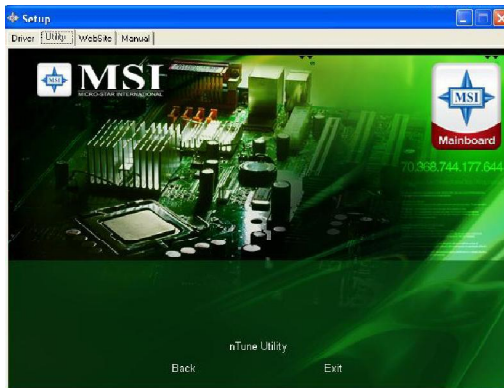 Setup
Driver Utility WebSite Manual
MSI
MICRO-STAR INTERNATIONAL
MSI
MSI
Mainboard
70.368.744.177.644
nTune Utility
Back Exit